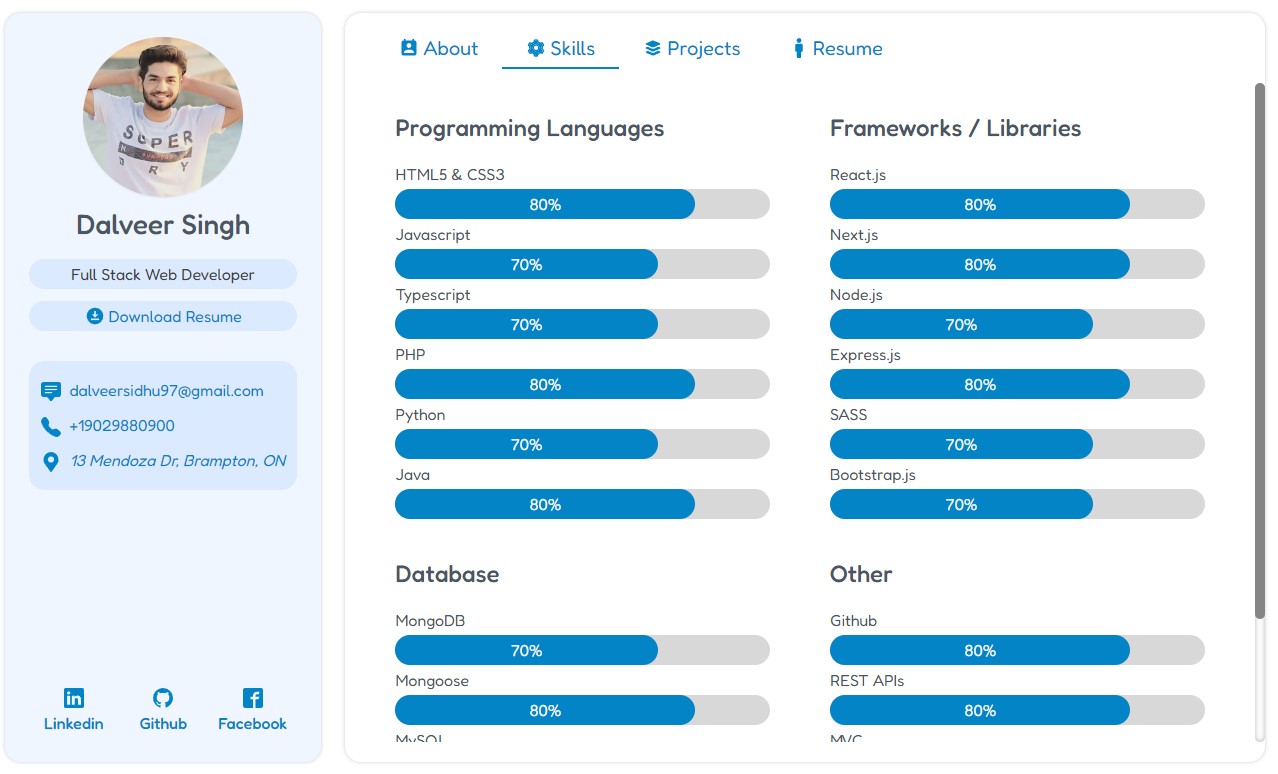 SUPER
D R Y
Dalveer Singh
Full Stack Web Developer
Download Resume
dalveersidhu97@gmail.com
+19029880900
13 Mendoza Dr, Brampton, ON
Linkedin
Github
Facebook
About
Skills
Projects
Resume
Programming Languages
HTML5 & CSS3
80%
Javascript
70%
Typescript
70%
PHP
80%
Python
70%
Java
80%
Frameworks / Libraries
React.js
80%
Next.js
80%
Node.js
70%
Express.js
80%
SASS
70%
Bootstrap.js
70%
Database
MongoDB
70%
Mongoose
80%
MySQL
Other
Github
80%
REST APIs
80%
MVC